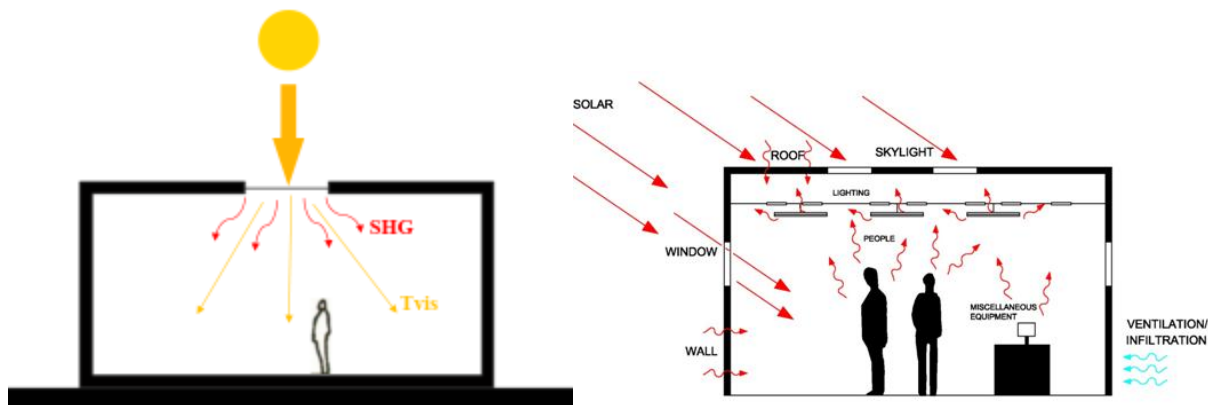 SHG
Tvis
SOLAR
ROOF
SKYLIGHT
LIGHTING
PEOPLE
WINDOW
MISCELLANEOUS
EQUIPMENT
WALL
VENTILATION/
INFILTRATION